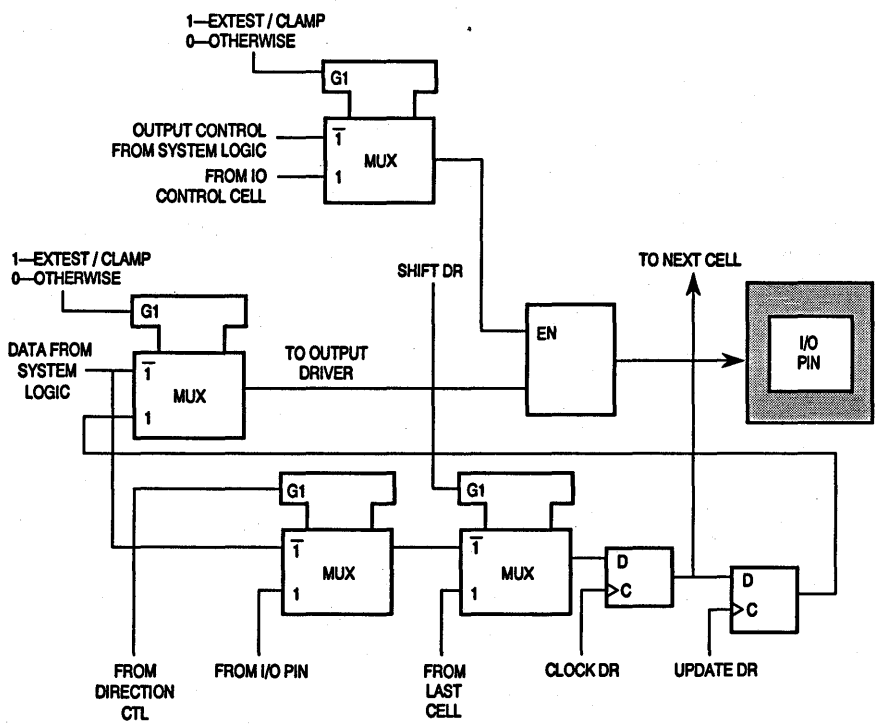 1—EXTEST / CLAMP
0—OTHERWISE
G1
OUTPUT CONTROL
FROM SYSTEM LOGIC
1̅
MUX
FROM IO
CONTROL CELL
1
1—EXTEST / CLAMP
0—OTHERWISE
G1
SHIFT DR
TO NEXT CELL
DATA FROM
SYSTEM
LOGIC
1̅
MUX
1
TO OUTPUT
DRIVER
EN
I/O
PIN
G1
1̅
MUX
1
G1
1̅
MUX
1
D
C
D
C
FROM
DIRECTION
CTL
FROM I/O PIN
FROM
LAST
CELL
CLOCK DR
UPDATE DR